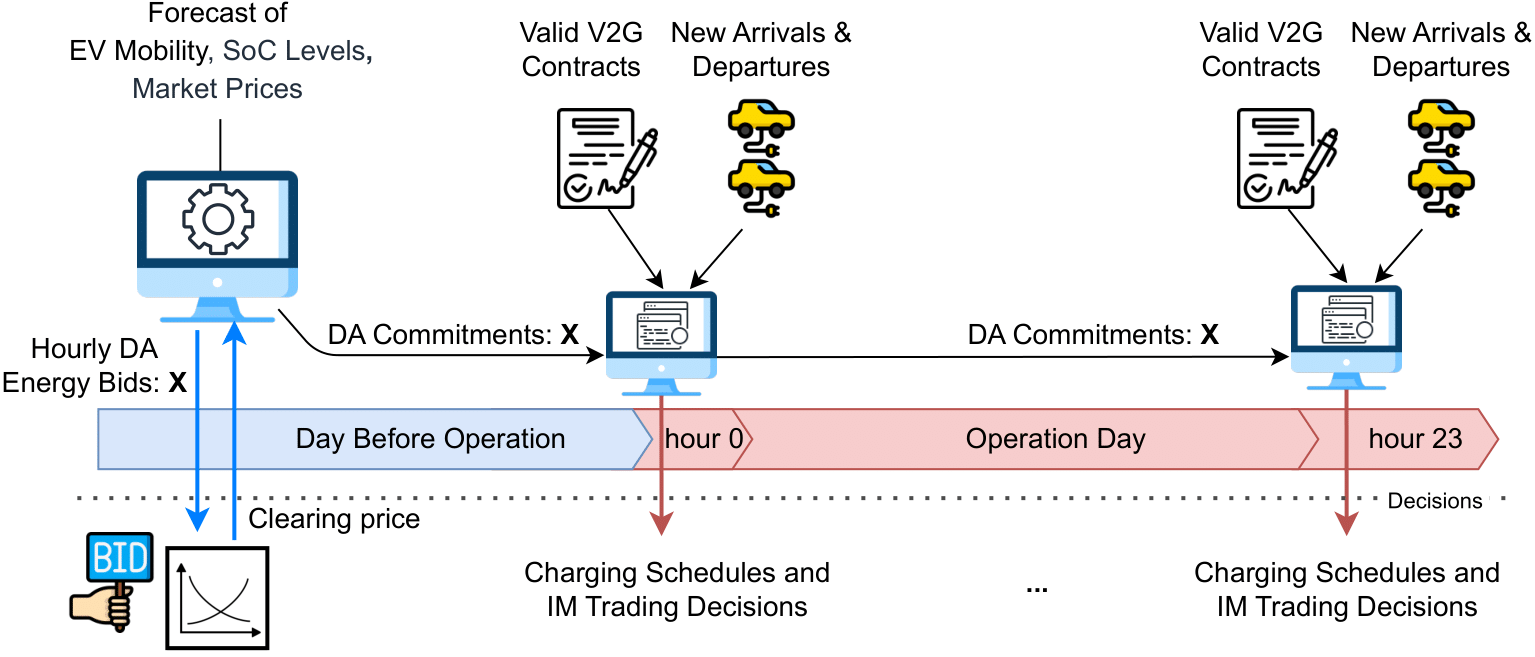 Forecast of
EV Mobility, SoC Levels,
Market Prices
Valid V2G
Contracts
New Arrivals &
Departures
Valid V2G
Contracts
New Arrivals &
Departures
Hourly DA
Energy Bids: X
DA Commitments: X
DA Commitments: X
Day Before Operation
hour 0
Operation Day
hour 23
Decisions
Clearing price
BID
Charging Schedules and
IM Trading Decisions
...
Charging Schedules and
IM Trading Decisions